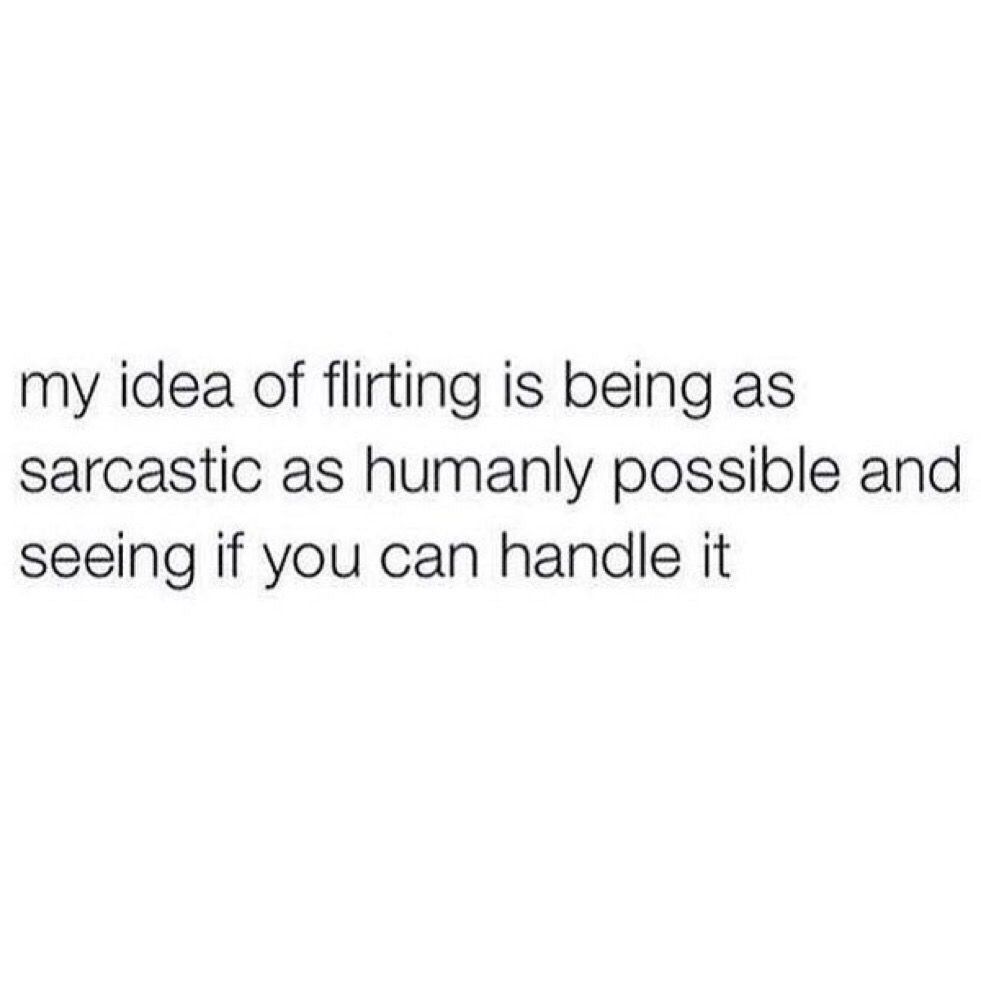 my idea of flirting is being as
sarcastic as humanly possible and
seeing if you can handle it